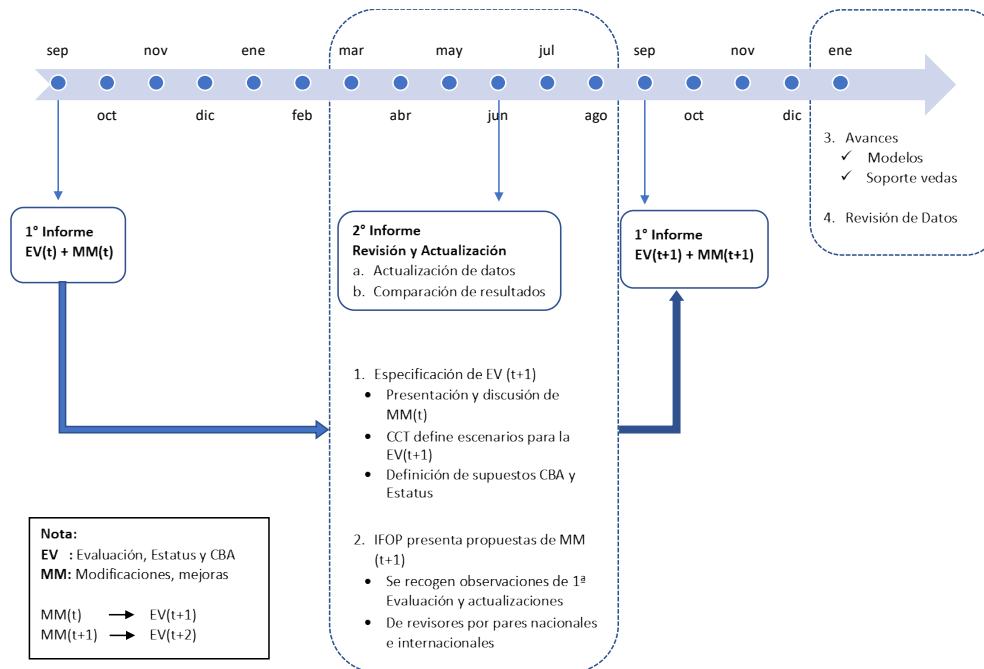 sep nov ene mar may jul sep nov ene
oct dic feb abr jun ago oct dic
1° Informe
EV(t) + MM(t)
2° Informe
Revisión y Actualización
a. Actualización de datos
b. Comparación de resultados
1° Informe
EV(t+1) + MM(t+1)
3. Avances
✓ Modelos
✓ Soporte vedas
4. Revisión de Datos
1. Especificación de EV (t+1)
• Presentación y discusión de
MM(t)
• CCT define escenarios para la
EV(t+1)
• Definición de supuestos CBA y
Estatus
2. IFOP presenta propuestas de MM
(t+1)
• Se recogen observaciones de 1ª
Evaluación y actualizaciones
• De revisores por pares nacionales
e internacionales
Nota:
EV : Evaluación, Estatus y CBA
MM: Modificaciones, mejoras
MM(t) → EV(t+1)
MM(t+1) → EV(t+2)